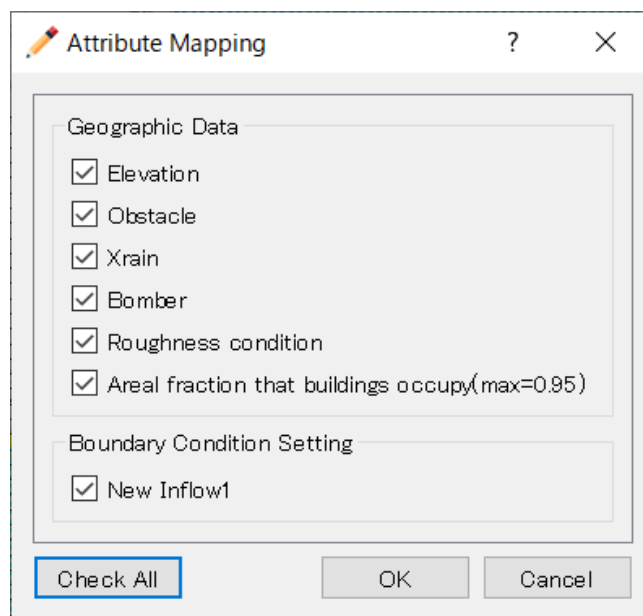 Attribute Mapping
?
Geographic Data
Elevation
Obstacle
Xrain
Bomber
Roughness condition
Areal fraction that buildings occupy(max=0.95)
Boundary Condition Setting
New Inflow1
Check All OK Cancel